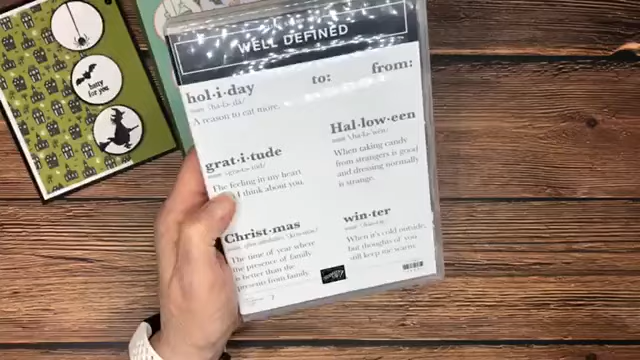 batty
for you
WELL DEFINED
hol·i·day
to:
from:
A reason to eat more.
grat·i·tude
The feeling in my heart
I think about you.
Hal·low·een
When taking candy
from strangers is good
and dressing normally
is strange.
Christ·mas
The time of year where
the presence of family
is better than the
presents from family.
win·ter
When it's cold outside,
but thoughts of you
still keep me warm.